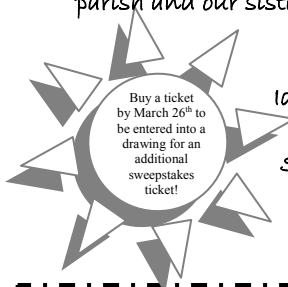 parish and our sist
Buy a ticket
by March 26th to
be entered into a
drawing for an
additional
sweepstakes
ticket!